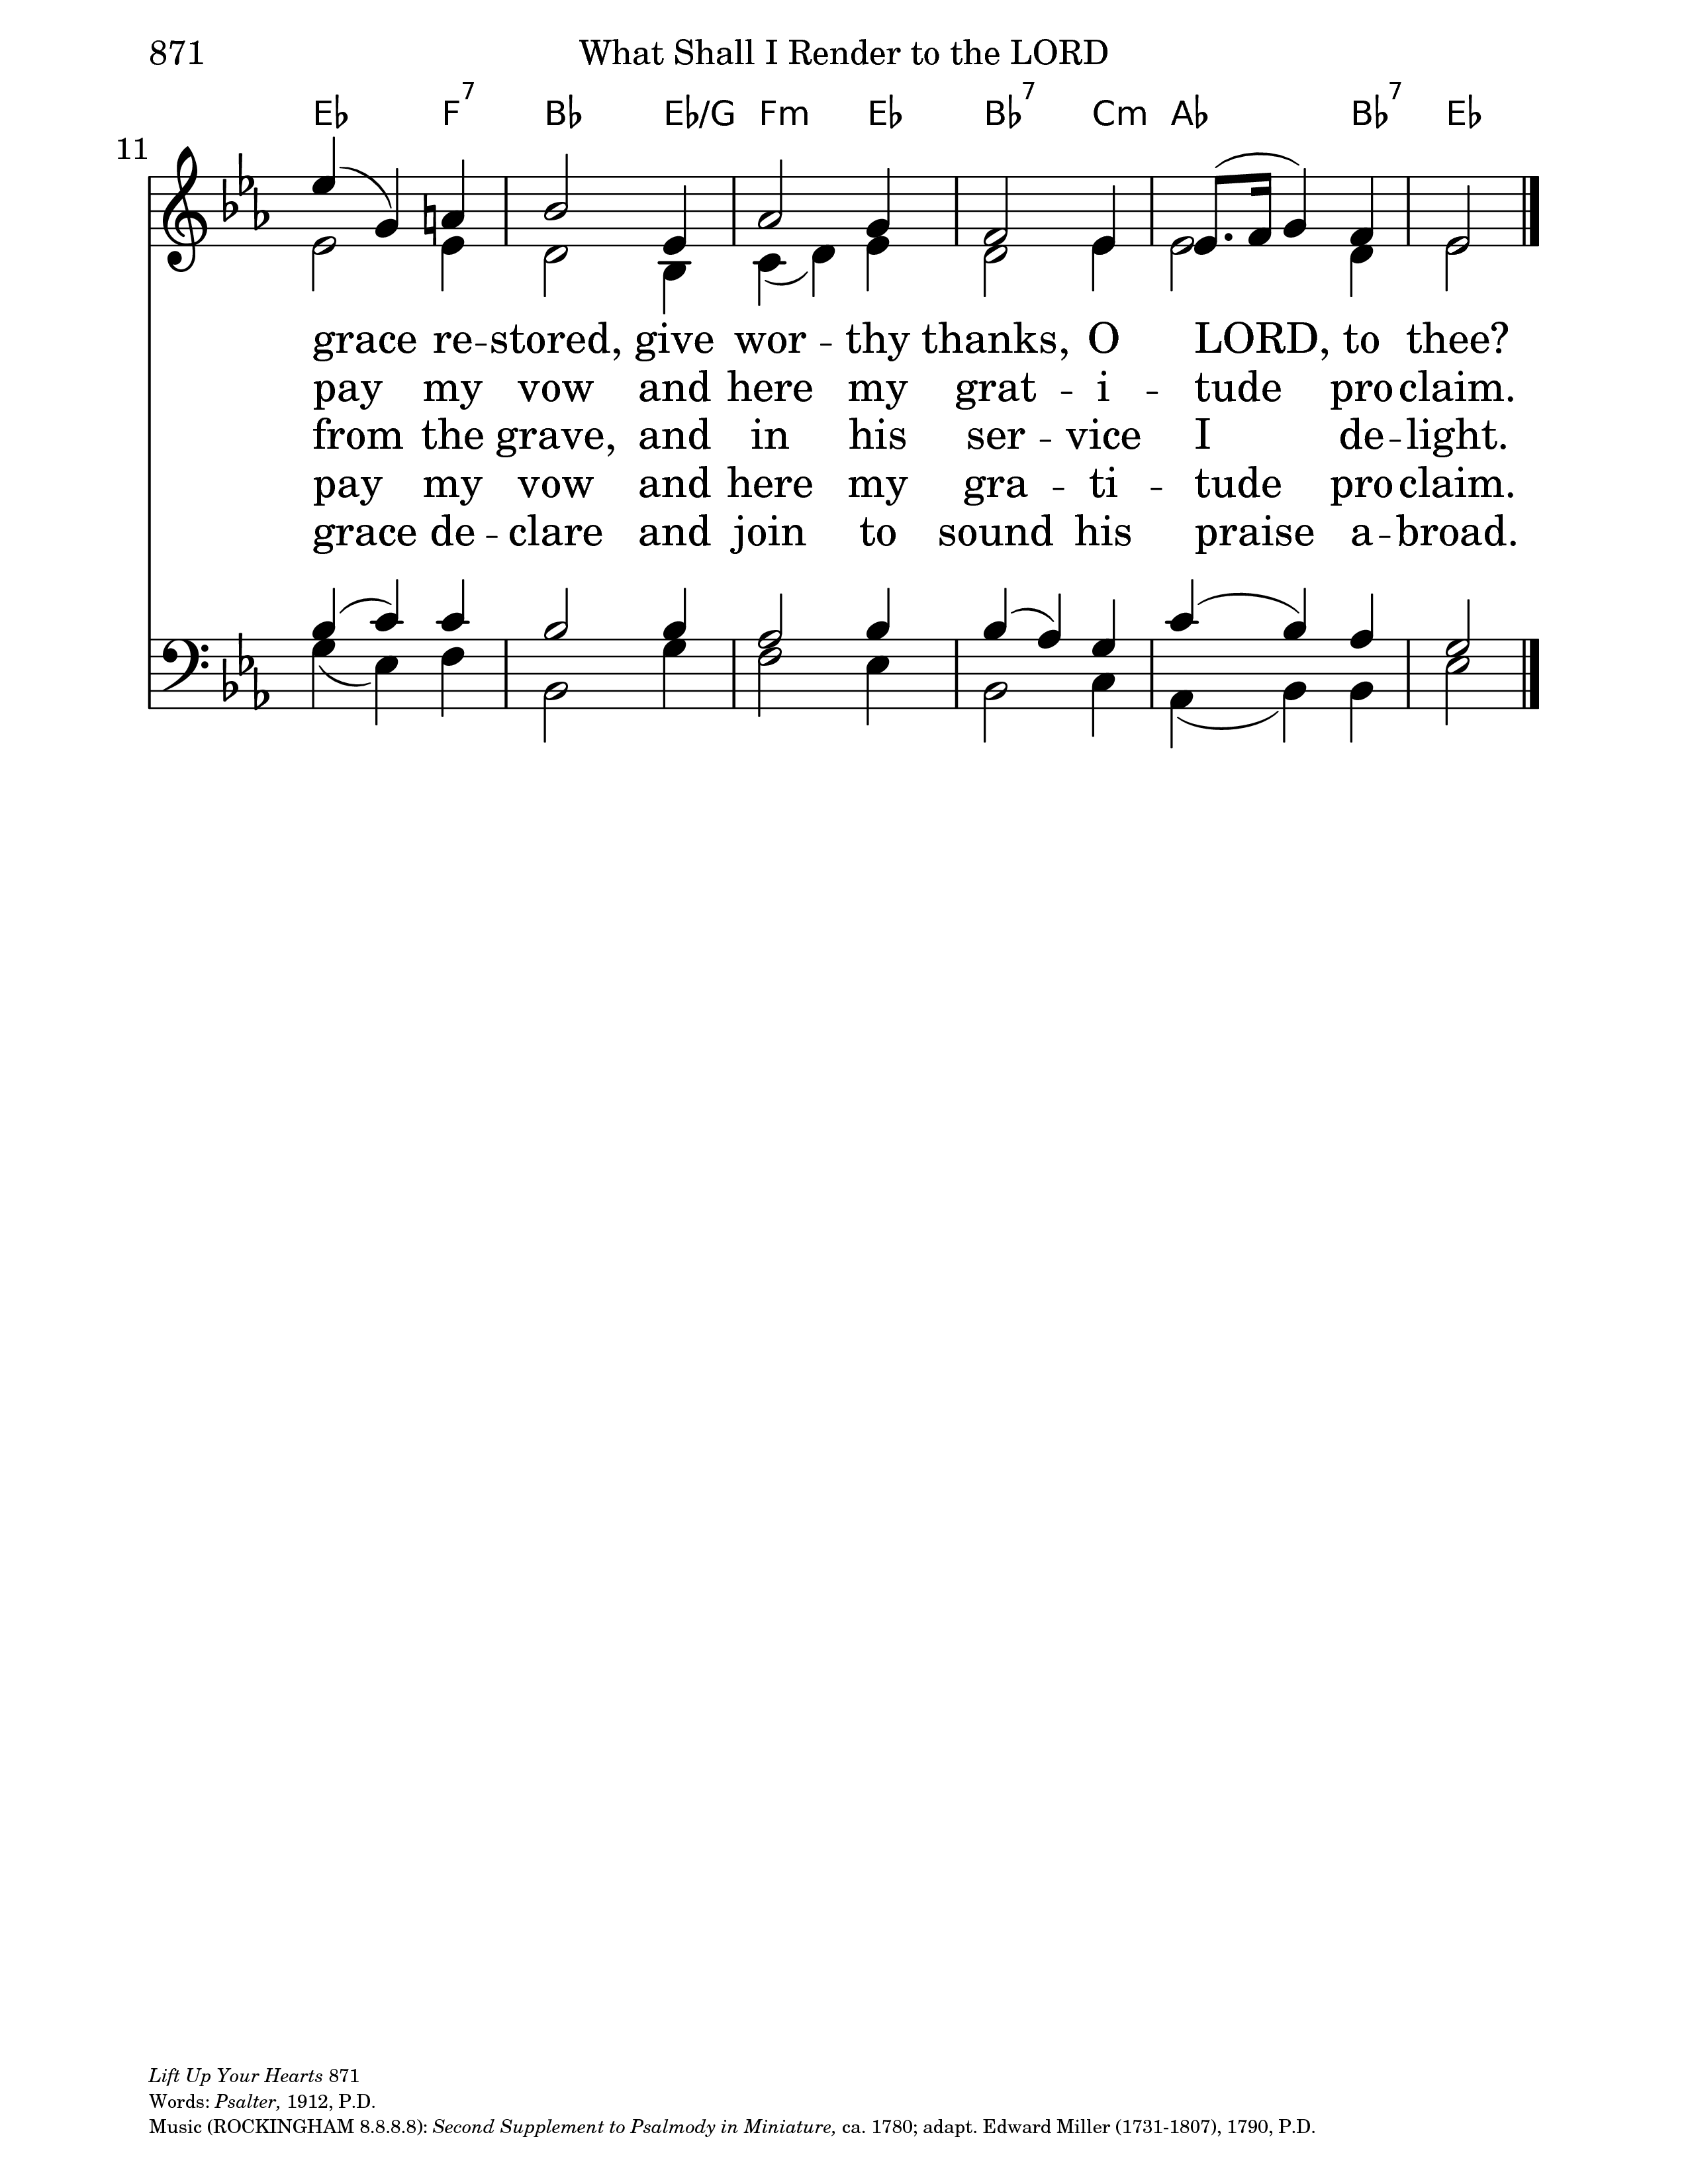 871 What Shall I Render to the LORD
E♭ F7 B♭ E♭/G Fm E♭ B♭7 Cm A♭ B♭7 E♭
11
grace re -- stored, give wor -- thy thanks, O LORD, to thee?
pay my vow and here my grat -- i -- tude pro claim.
from the grave, and in his ser -- vice I de -- light.
pay my vow and here my gra -- ti -- tude pro claim.
grace de -- clare and join to sound his praise a -- broad.
Lift Up Your Hearts 871
Words: Psalter, 1912, P.D.
Music (ROCKINGHAM 8.8.8.8): Second Supplement to Psalmody in Miniature, ca. 1780; adapt. Edward Miller (1731-1807), 1790, P.D.